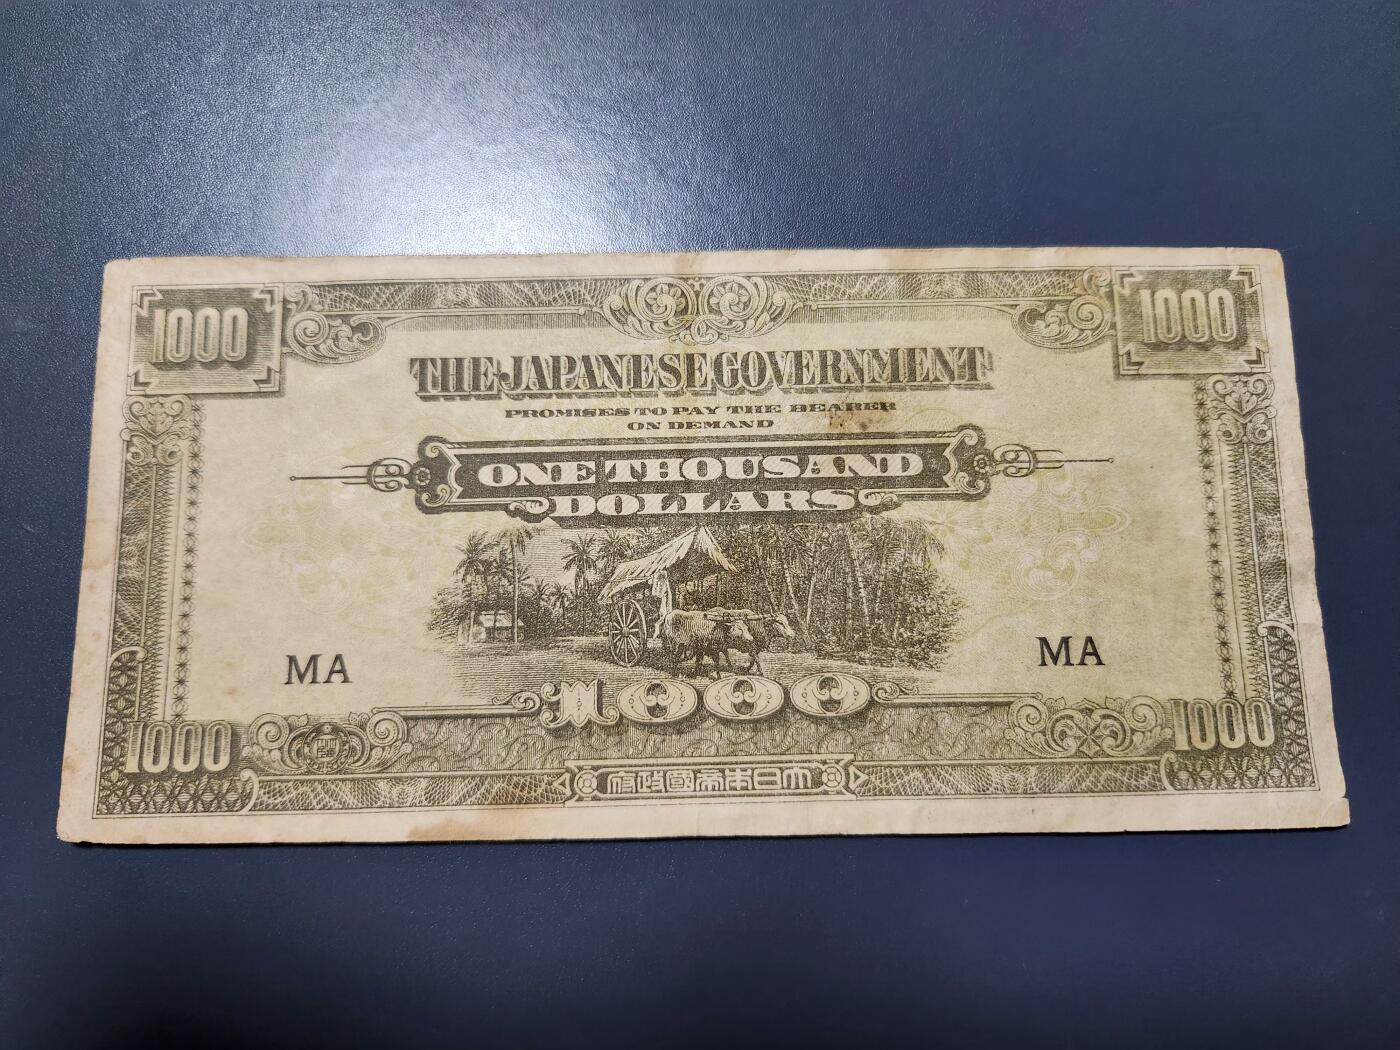 1000 1000
THE JAPANESE GOVERNMENT
PROMISES TO PAY THE BEARER
ON DEMAND
ONE THOUSAND
DOLLARS
MA MA
1000
1000 1000
府政國帝本日大